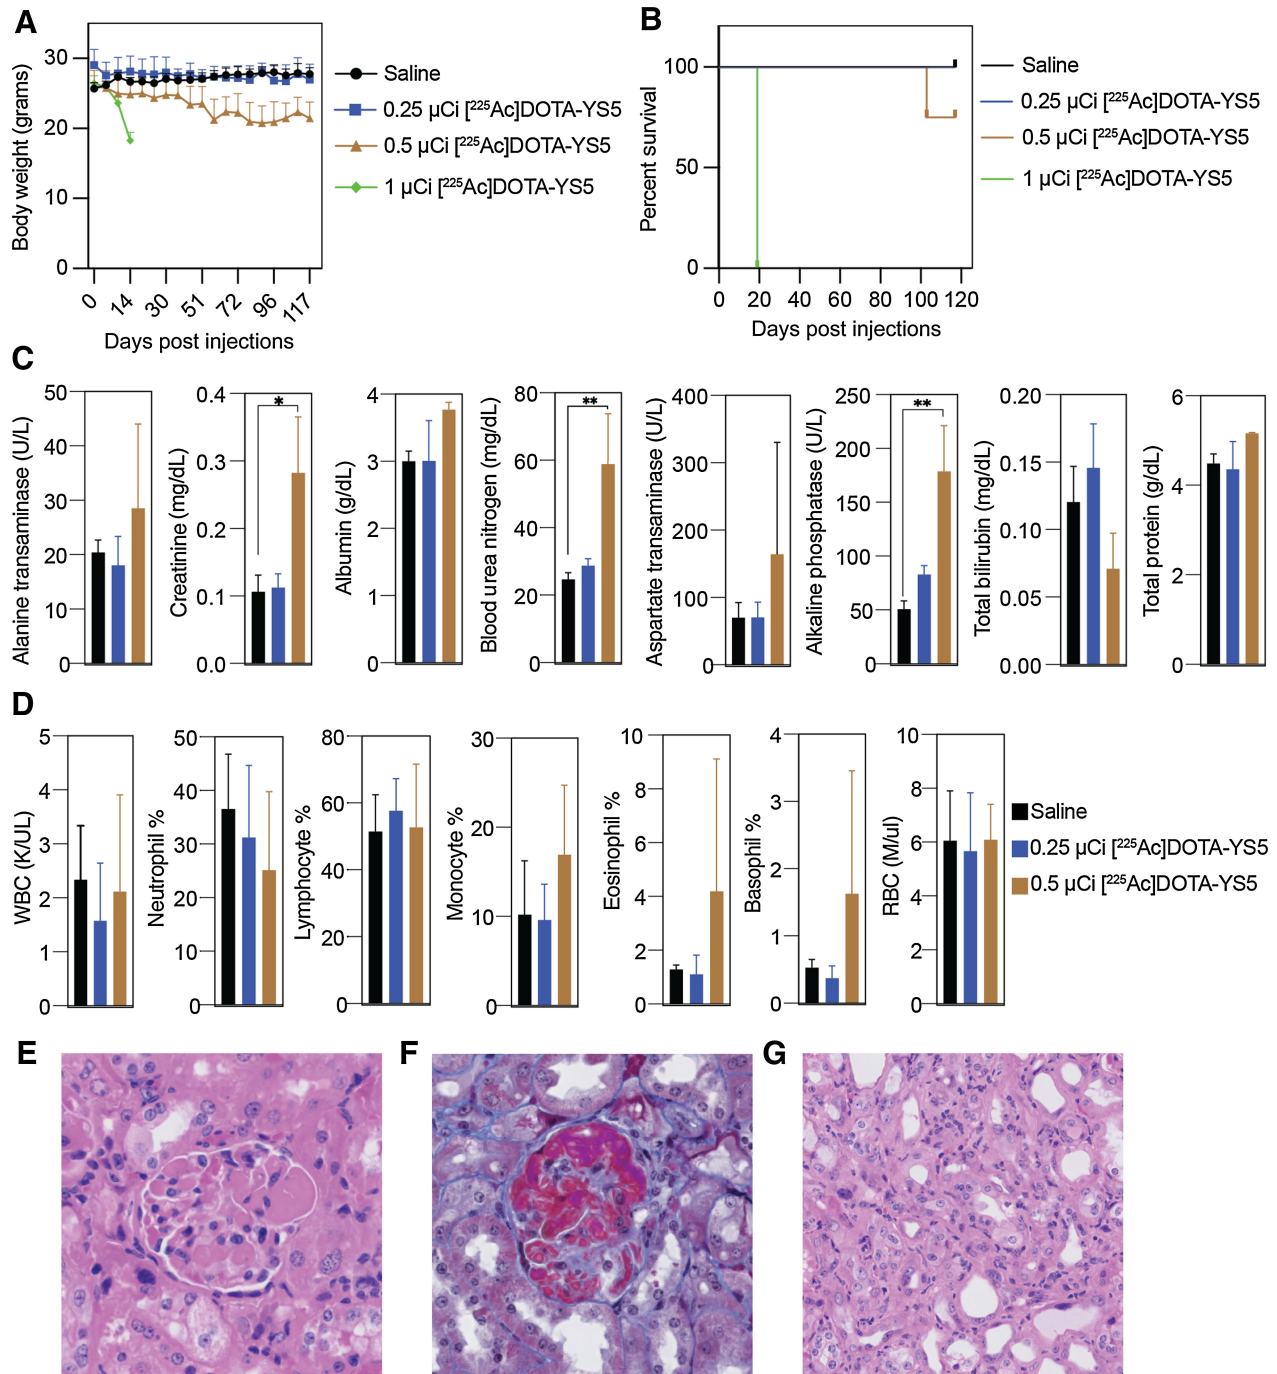 A
Body weight (grams)
30
20
10
0
0 14 30 51 72 96 117
Days post injections
Saline
0.25 µCi [²²⁵Ac]DOTA-YS5
0.5 µCi [²²⁵Ac]DOTA-YS5
1 µCi [²²⁵Ac]DOTA-YS5
B
Percent survival
100
50
0
0 20 40 60 80 100 120
Days post injections
Saline
0.25 µCi [²²⁵Ac]DOTA-YS5
0.5 µCi [²²⁵Ac]DOTA-YS5
1 µCi [²²⁵Ac]DOTA-YS5
C
Alanine transaminase (U/L)
50
40
30
20
10
0
Creatinine (mg/dL)
0.4
0.3
0.2
0.1
0.0
*
Albumin (g/dL)
4
3
2
1
0
Blood urea nitrogen (mg/dL)
80
60
40
20
0
**
Aspartate transaminase (U/L)
400
300
200
100
0
Alkaline phosphatase (U/L)
250
200
150
100
50
0
**
Total bilirubin (mg/dL)
0.20
0.15
0.10
0.05
0.00
Total protein (g/dL)
6
4
2
0
D
WBC (K/UL)
5
4
3
2
1
0
Neutrophil %
50
40
30
20
10
0
Lymphocyte %
80
60
40
20
0
Monocyte %
30
20
10
0
Eosinophil %
10
8
6
4
2
0
Basophil %
4
3
2
1
0
RBC (M/ul)
10
8
6
4
2
0
Saline
0.25 µCi [²²⁵Ac]DOTA-YS5
0.5 µCi [²²⁵Ac]DOTA-YS5
E
F
G